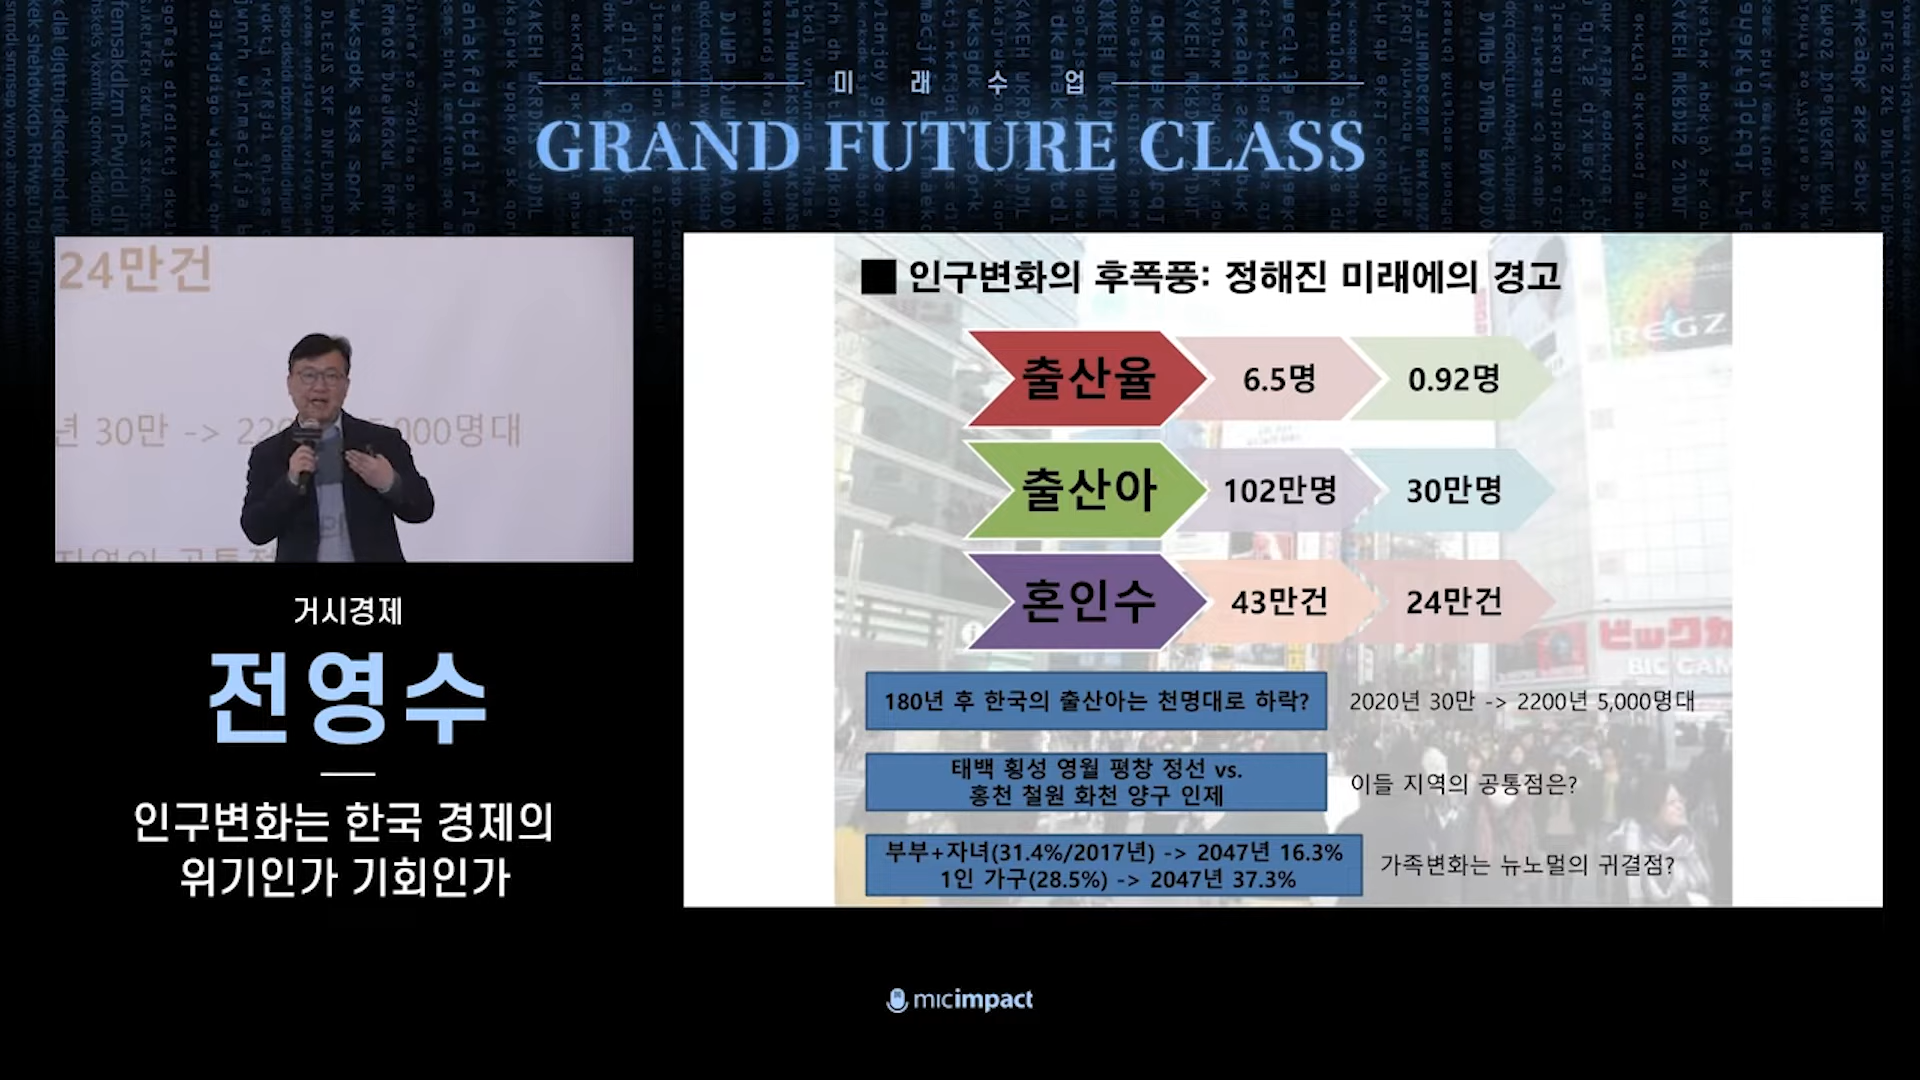 미래수업
GRAND FUTURE CLASS
24만건
년 30만 -> 220
,000명대
거시경제
전영수
인구변화는 한국 경제의
위기인가 기회인가
■ 인구변화의 후폭풍: 정해진 미래에의 경고
출산율 6.5명 0.92명
출산아 102만명 30만명
혼인수 43만건 24만건
180년 후 한국의 출산아는 천명대로 하락? 2020년 30만 -> 2200년 5,000명대
태백 횡성 영월 평창 정선 vs.
홍천 철원 화천 양구 인제
이들 지역의 공통점은?
부부+자녀(31.4%/2017년) -> 2047년 16.3%
1인 가구(28.5%) -> 2047년 37.3%
가족변화는 뉴노멀의 귀결점?
REGZ
ビックカ
BIC CAM
micimpact